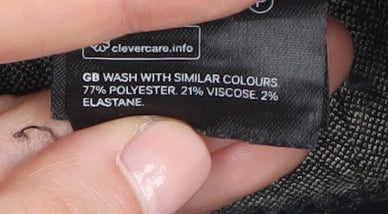 P
clevercare.info
GB WASH WITH SIMILAR COLOURS.
77% POLYESTER. 21% VISCOSE. 2%
ELASTANE.